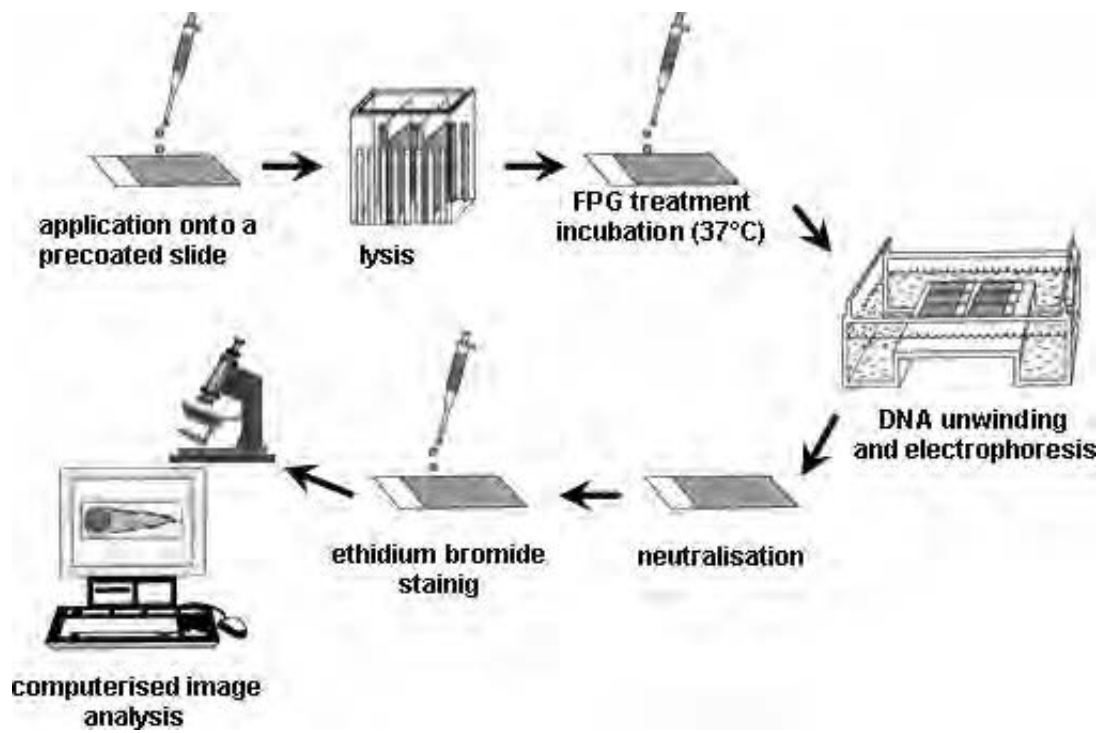 application onto a
precoated slide
lysis
FPG treatment
incubation (37°C)
DNA unwinding
and electrophoresis
neutralisation
ethidium bromide
stainig
computerised image
analysis